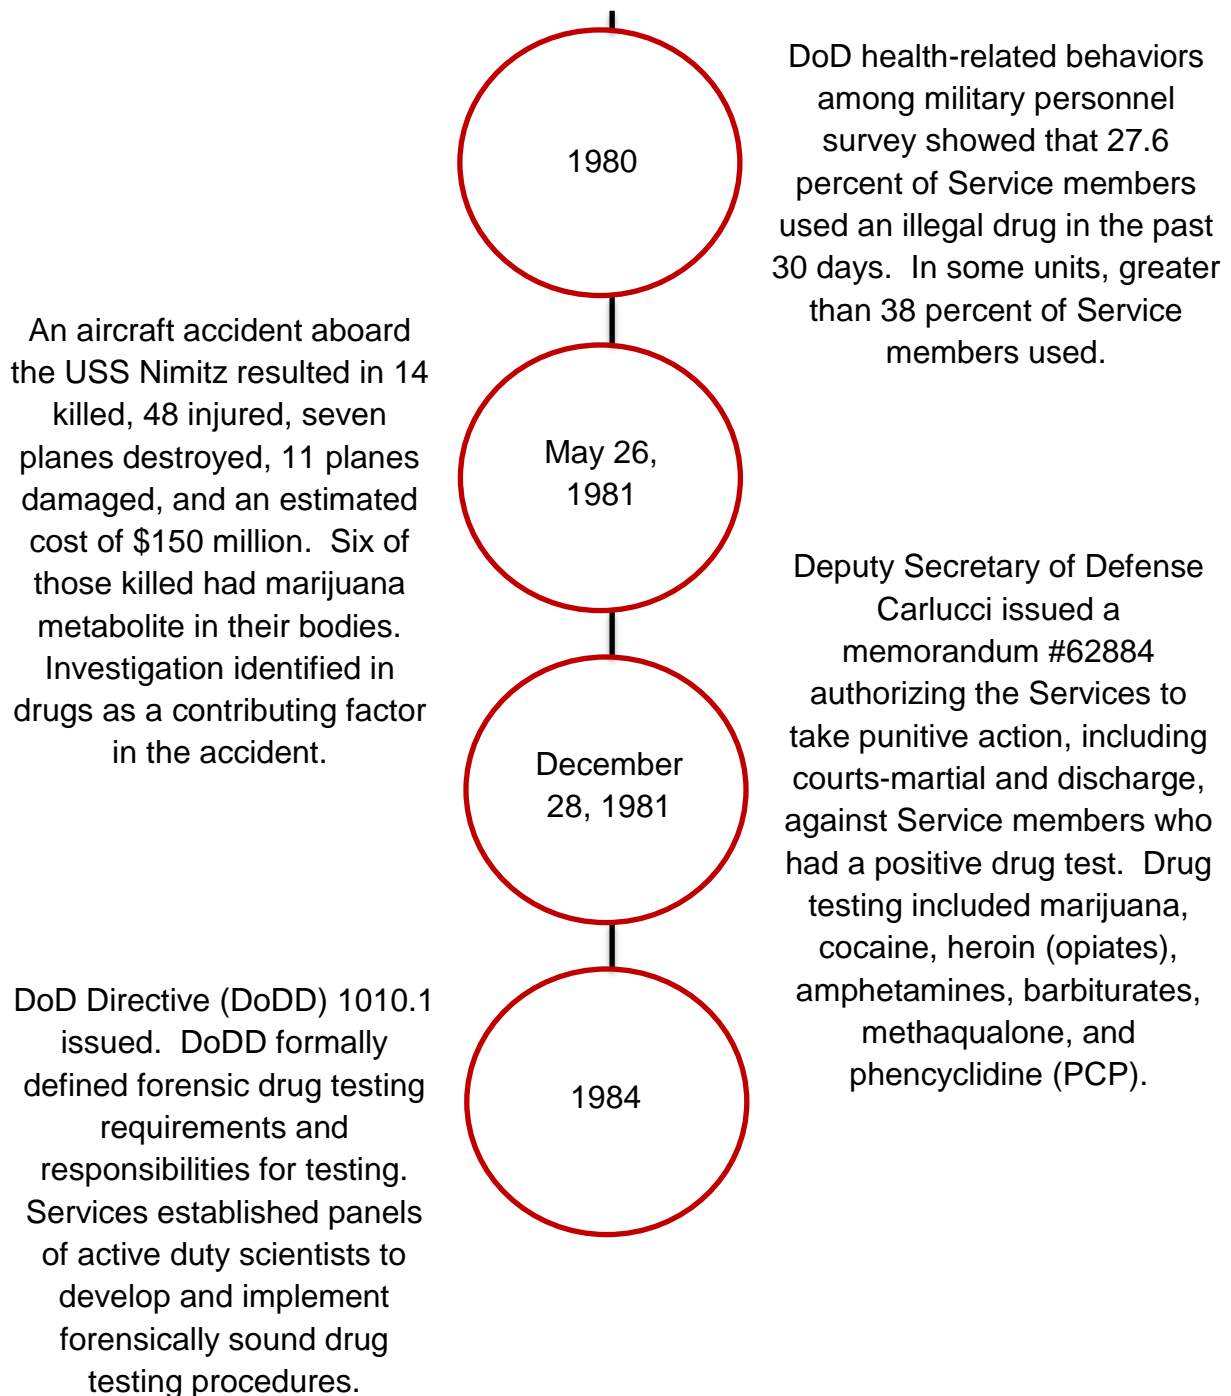 1980
DoD health-related behaviors
among military personnel
survey showed that 27.6
percent of Service members
used an illegal drug in the past
30 days.  In some units, greater
than 38 percent of Service
members used.
May 26,
1981
An aircraft accident aboard
the USS Nimitz resulted in 14
killed, 48 injured, seven
planes destroyed, 11 planes
damaged, and an estimated
cost of $150 million.  Six of
those killed had marijuana
metabolite in their bodies.
Investigation identified in
drugs as a contributing factor
in the accident.
December
28, 1981
Deputy Secretary of Defense
Carlucci issued a
memorandum #62884
authorizing the Services to
take punitive action, including
courts-martial and discharge,
against Service members who
had a positive drug test.  Drug
testing included marijuana,
cocaine, heroin (opiates),
amphetamines, barbiturates,
methaqualone, and
phencyclidine (PCP).
1984
DoD Directive (DoDD) 1010.1
issued.  DoDD formally
defined forensic drug testing
requirements and
responsibilities for testing.
Services established panels
of active duty scientists to
develop and implement
forensically sound drug
testing procedures.